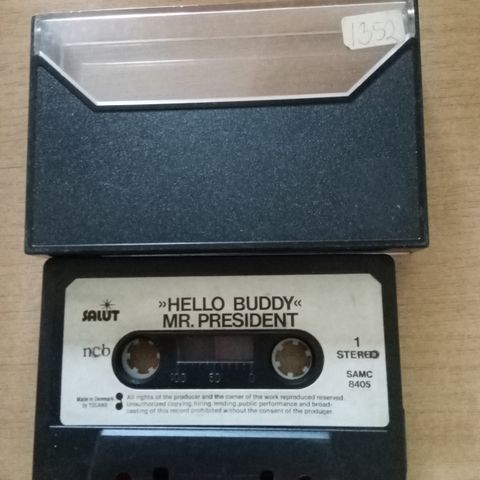 1352
»HELLO BUDDY«
MR. PRESIDENT
SALUT
ncb
1
STEREO
SAMC
8405
100 50 0
Made in Denmark
by TOCANO
All rights of the producer and the owner of the work reproduced reserved.
Unauthorized copying, hiring, lending, public performance and broad-
casting of this record prohibited without the consent of the producer.